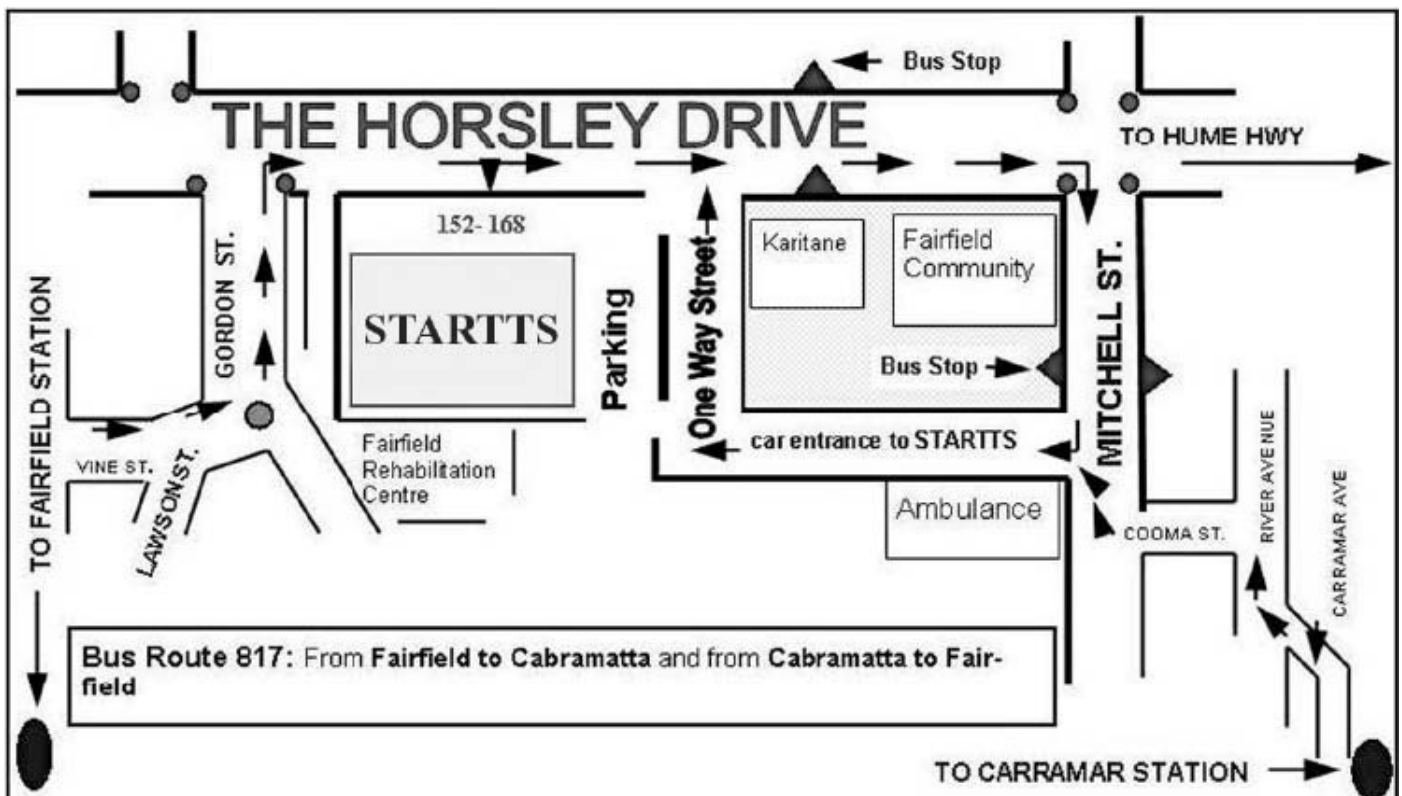 Bus Stop
THE HORSLEY DRIVE
TO HUME HWY
152-168
STARTTS
Parking
One Way Street
Karitane
Fairfield
Community
Bus Stop
MITCHELL ST.
GORDON ST.
TO FAIRFIELD STATION
VINE ST.
LAWSON ST.
Fairfield
Rehabilitation
Centre
car entrance to STARTTS
Ambulance
COOMA ST.
RIVER AVENUE
CARRAMAR AVE
Bus Route 817: From Fairfield to Cabramatta and from Cabramatta to Fair-
field
TO CARRAMAR STATION